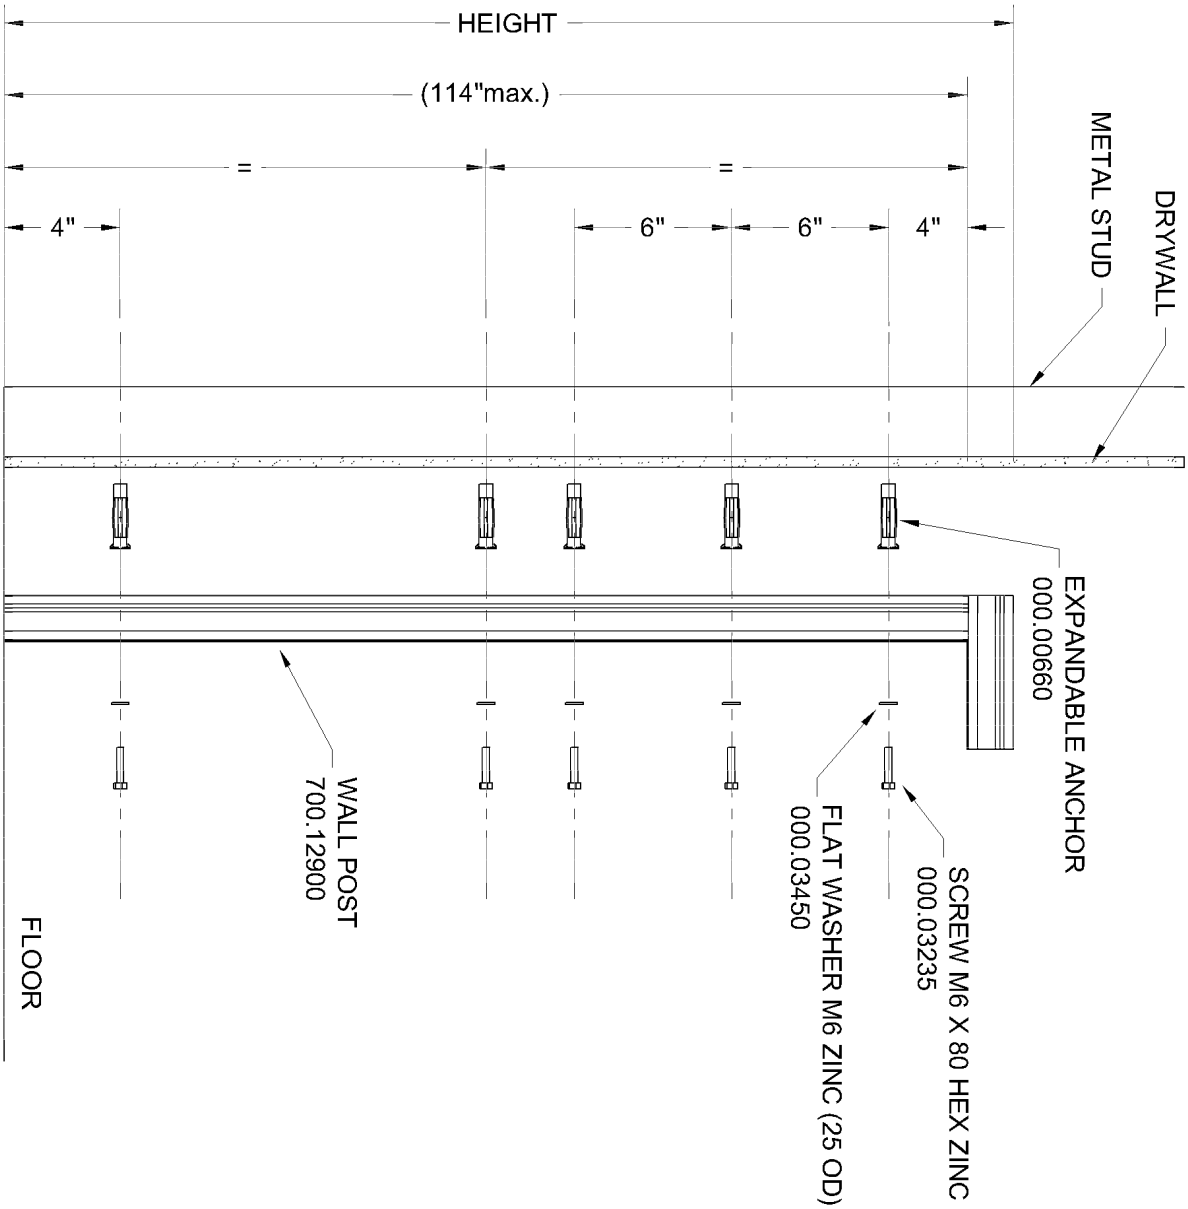 HEIGHT
(114"max.)
=
=
4"
6"
6"
4"
METAL STUD
DRYWALL
EXPANDABLE ANCHOR
000.00660
SCREW M6 X 80 HEX ZINC
000.03235
FLAT WASHER M6 ZINC (25 OD)
000.03450
WALL POST
700.12900
FLOOR